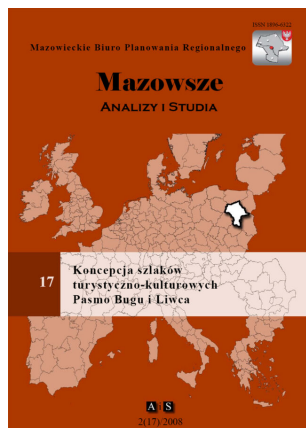 ISSN 1896-6322
Mazowieckie Biuro Planowania Regionalnego
Mazowsze
ANALIZY I STUDIA
17
Koncepcja szlaków
turystyczno-kulturowych
Pasmo Bugu i Liwca
A S
2(17)/2008